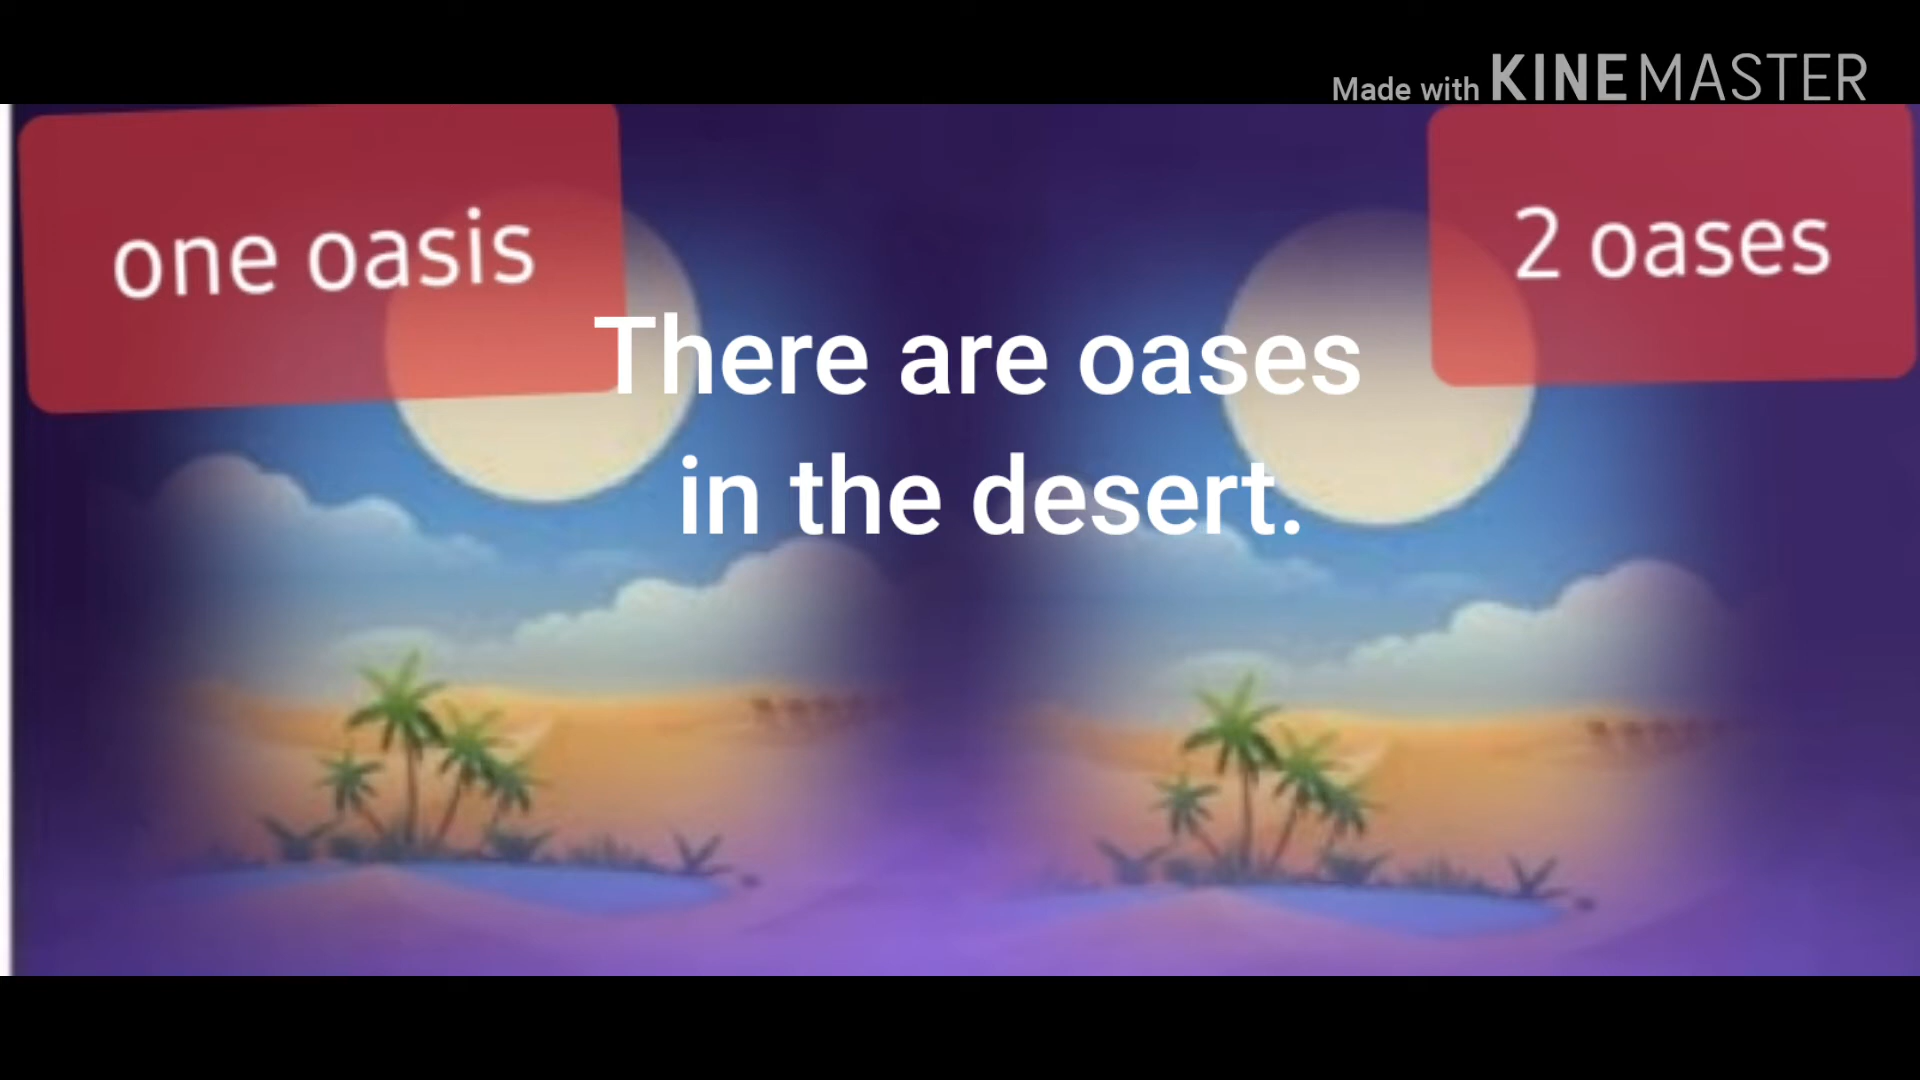 Made with KINEMASTER
one oasis
2 oases
There are oases
in the desert.